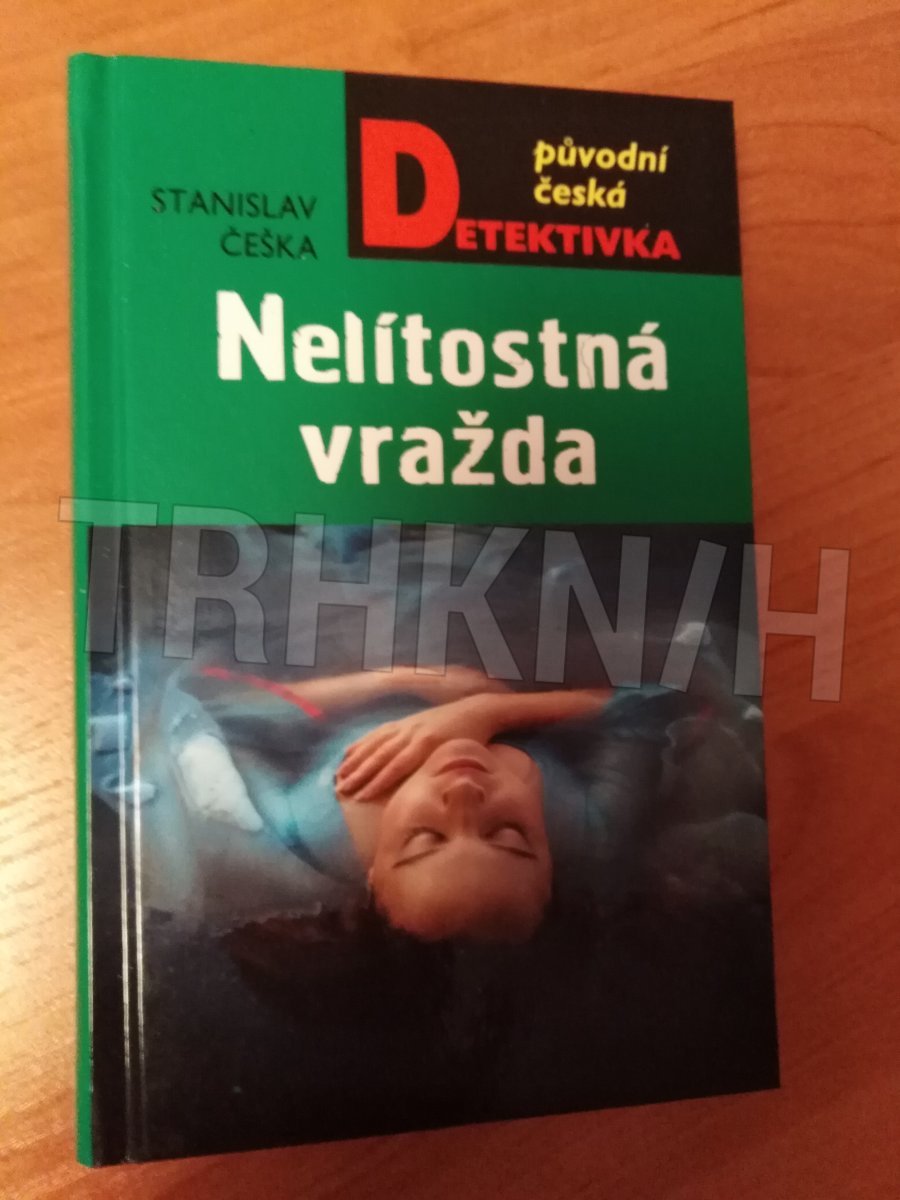 STANISLAV
ČEŠKA
původní
česká
DETEKTIVKA
Nelítostná
vražda
TRHKNIH